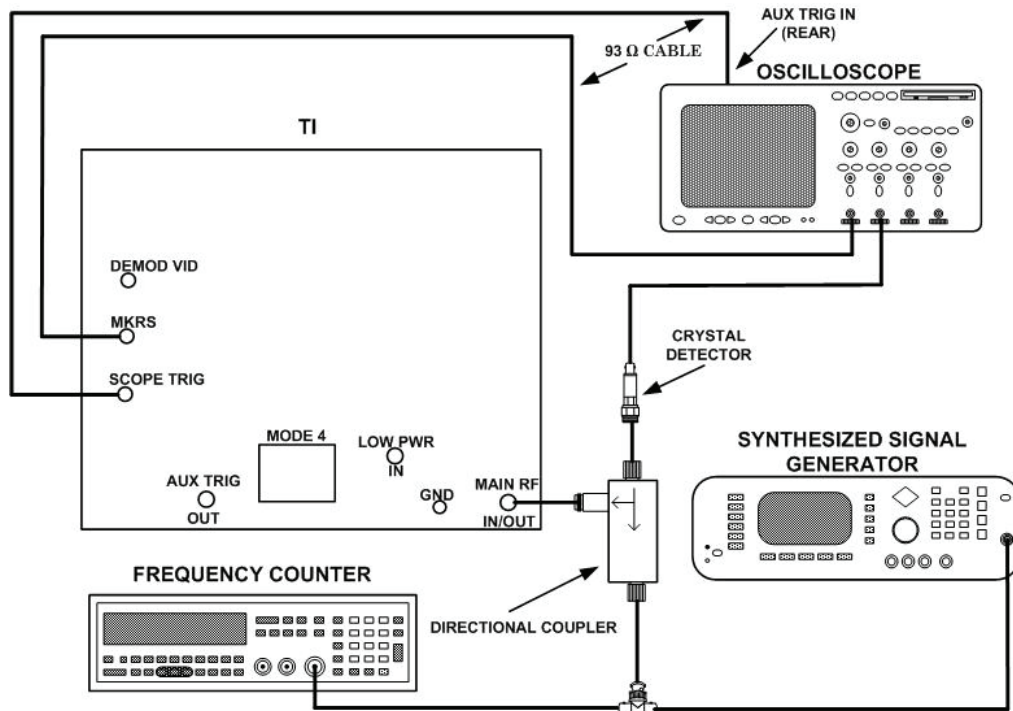 AUX TRIG IN
(REAR)
93 Ω CABLE
OSCILLOSCOPE
TI
DEMOD VID
MKRS
SCOPE TRIG
CRYSTAL
DETECTOR
MODE 4
LOW PWR
IN
SYNTHESIZED SIGNAL
GENERATOR
AUX TRIG
OUT
GND
MAIN RF
IN/OUT
FREQUENCY COUNTER
DIRECTIONAL COUPLER